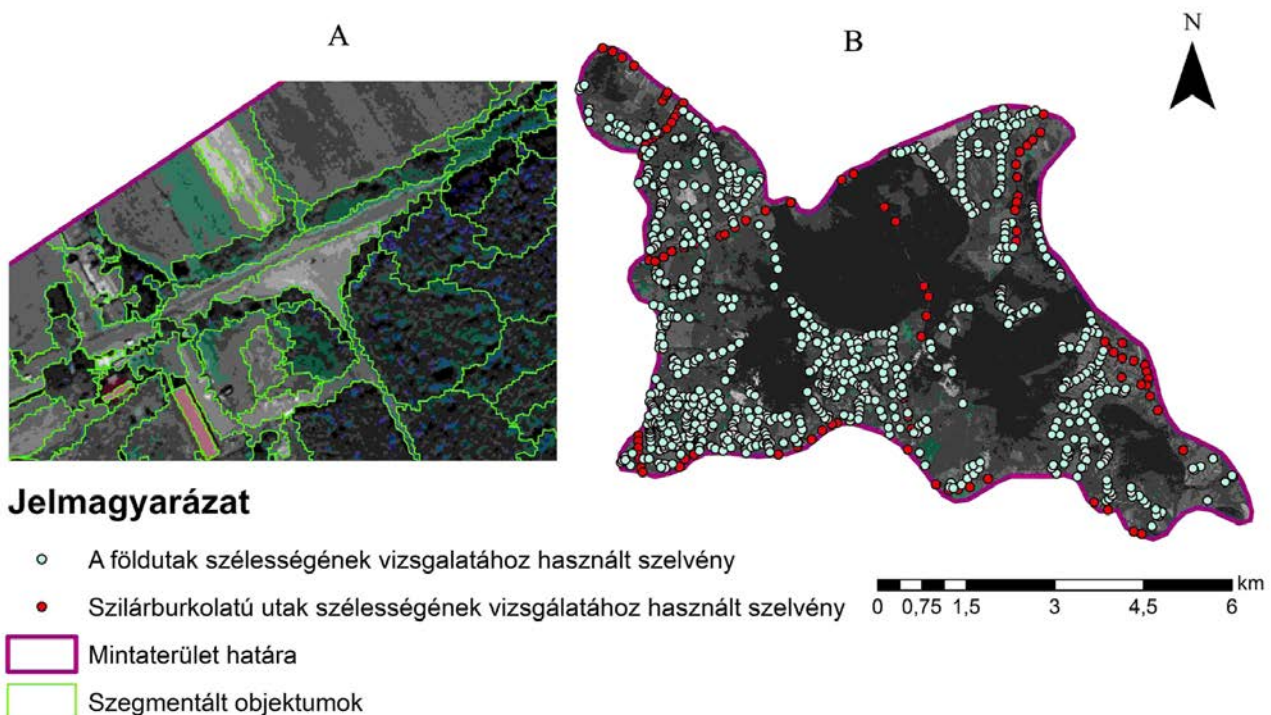 A
B
N
Jelmagyarázat
A földutak szélességének vizsgalatához használt szelvény
Szilárburkolatú utak szélességének vizsgálatához használt szelvény
Mintaterület határa
Szegmentált objektumok
km
0 0,75 1,5 3 4,5 6